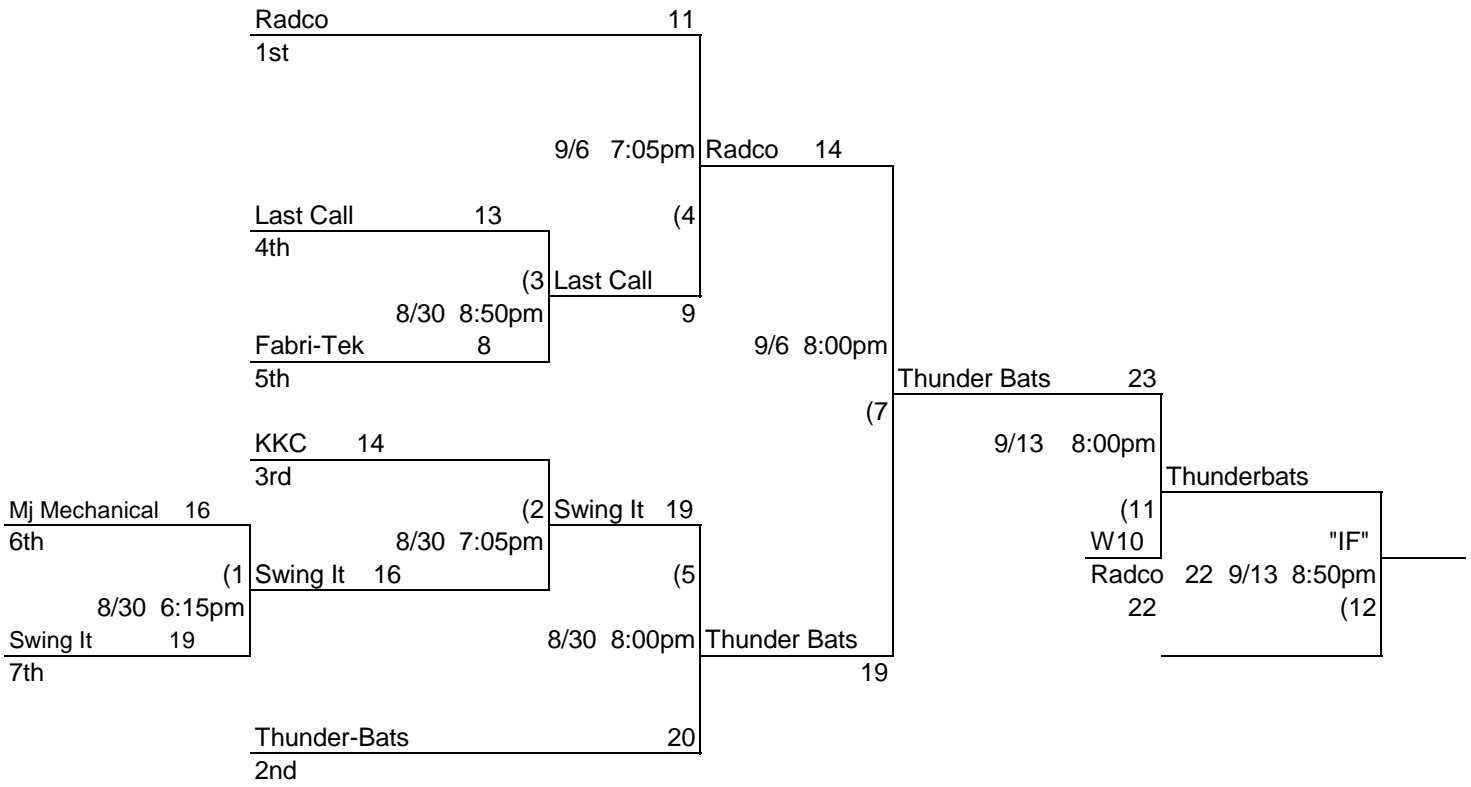 Radco 11
1st
9/6 7:05pm Radco 14
Last Call 13 (4
4th
(3 Last Call
8/30 8:50pm 9
Fabri-Tek 8 9/6 8:00pm
5th Thunder Bats 23
(7
KKC 14 9/13 8:00pm
3rd Thunderbats
Mj Mechanical 16 (2 Swing It 19 (11
6th 8/30 7:05pm W10 "IF"
(1 Swing It 16 (5 Radco 22 9/13 8:50pm
8/30 6:15pm 22 (12
Swing It 19 8/30 8:00pm Thunder Bats
7th 19
Thunder-Bats 20
2nd